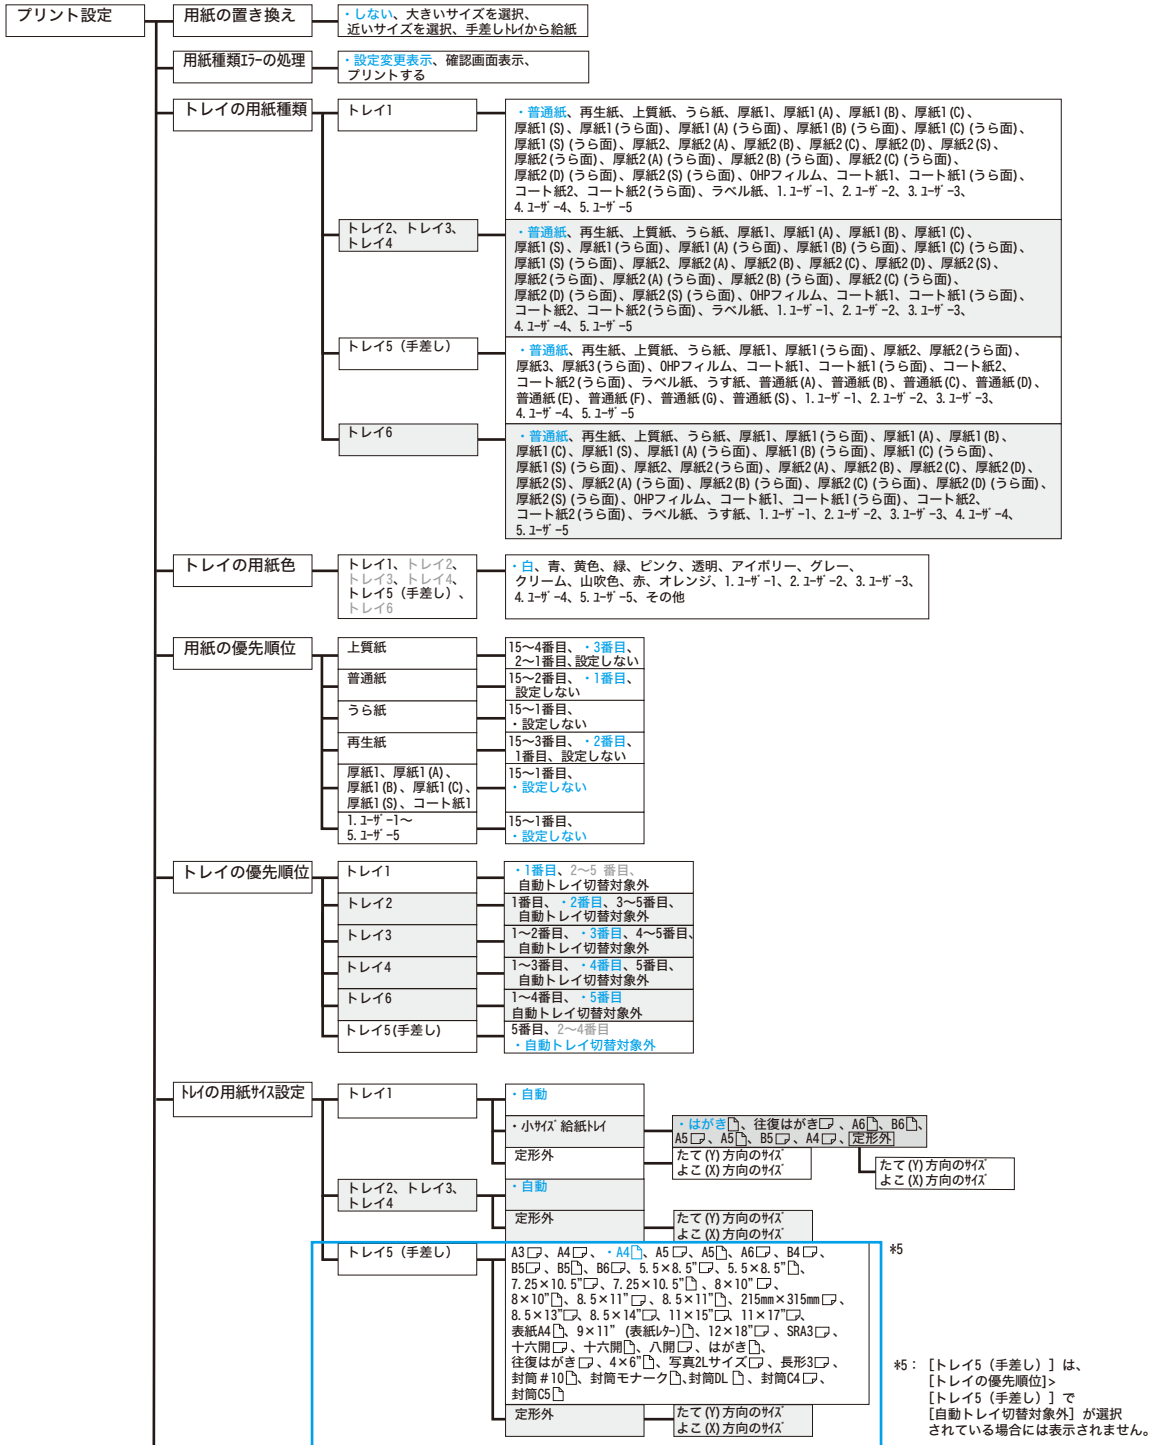 プリント設定
用紙の置き換え
・しない、大きいサイズを選択、
近いサイズを選択、手差しﾄﾚｲから給紙
用紙種類ｴﾗｰの処理
・設定変更表示、確認画面表示、
プリントする
トレイの用紙種類
トレイ1
・普通紙、再生紙、上質紙、うら紙、厚紙1、厚紙1(A)、厚紙1(B)、厚紙1(C)、
厚紙1(S)、厚紙1(うら面)、厚紙1(A)(うら面)、厚紙1(B)(うら面)、厚紙1(C)(うら面)、
厚紙1(S)(うら面)、厚紙2、厚紙2(A)、厚紙2(B)、厚紙2(C)、厚紙2(D)、厚紙2(S)、
厚紙2(うら面)、厚紙2(A)(うら面)、厚紙2(B)(うら面)、厚紙2(C)(うら面)、
厚紙2(D)(うら面)、厚紙2(S)(うら面)、OHPフィルム、コート紙1、コート紙1(うら面)、
コート紙2、コート紙2(うら面)、ラベル紙、1.ﾕｰｻﾞｰ1、2.ﾕｰｻﾞｰ2、3.ﾕｰｻﾞｰ3、
4.ﾕｰｻﾞｰ4、5.ﾕｰｻﾞｰ5
トレイ2、トレイ3、
トレイ4
・普通紙、再生紙、上質紙、うら紙、厚紙1、厚紙1(A)、厚紙1(B)、厚紙1(C)、
厚紙1(S)、厚紙1(うら面)、厚紙1(A)(うら面)、厚紙1(B)(うら面)、厚紙1(C)(うら面)、
厚紙1(S)(うら面)、厚紙2、厚紙2(A)、厚紙2(B)、厚紙2(C)、厚紙2(D)、厚紙2(S)、
厚紙2(うら面)、厚紙2(A)(うら面)、厚紙2(B)(うら面)、厚紙2(C)(うら面)、
厚紙2(D)(うら面)、厚紙2(S)(うら面)、OHPフィルム、コート紙1、コート紙1(うら面)、
コート紙2、コート紙2(うら面)、ラベル紙、1.ﾕｰｻﾞｰ1、2.ﾕｰｻﾞｰ2、3.ﾕｰｻﾞｰ3、
4.ﾕｰｻﾞｰ4、5.ﾕｰｻﾞｰ5
トレイ5（手差し）
・普通紙、再生紙、上質紙、うら紙、厚紙1、厚紙1(うら面)、厚紙2、厚紙2(うら面)、
厚紙3、厚紙3(うら面)、OHPフィルム、コート紙1、コート紙1(うら面)、コート紙2、
コート紙2(うら面)、ラベル紙、うす紙、普通紙(A)、普通紙(B)、普通紙(C)、普通紙(D)、
普通紙(E)、普通紙(F)、普通紙(G)、普通紙(S)、1.ﾕｰｻﾞｰ1、2.ﾕｰｻﾞｰ2、3.ﾕｰｻﾞｰ3、
4.ﾕｰｻﾞｰ4、5.ﾕｰｻﾞｰ5
トレイ6
・普通紙、再生紙、上質紙、うら紙、厚紙1、厚紙1(うら面)、厚紙1(A)、厚紙1(B)、
厚紙1(C)、厚紙1(S)、厚紙1(A)(うら面)、厚紙1(B)(うら面)、厚紙1(C)(うら面)、
厚紙1(S)(うら面)、厚紙2、厚紙2(うら面)、厚紙2(A)、厚紙2(B)、厚紙2(C)、厚紙2(D)、
厚紙2(S)、厚紙2(A)(うら面)、厚紙2(B)(うら面)、厚紙2(C)(うら面)、厚紙2(D)(うら面)、
厚紙2(S)(うら面)、OHPフィルム、コート紙1、コート紙1(うら面)、コート紙2、
コート紙2(うら面)、ラベル紙、うす紙、1.ﾕｰｻﾞｰ1、2.ﾕｰｻﾞｰ2、3.ﾕｰｻﾞｰ3、4.ﾕｰｻﾞｰ4、
5.ﾕｰｻﾞｰ5
トレイの用紙色
トレイ1、トレイ2、
トレイ3、トレイ4、
トレイ5（手差し）、
トレイ6
・白、青、黄色、緑、ピンク、透明、アイボリー、グレー、
クリーム、山吹色、赤、オレンジ、1.ﾕｰｻﾞｰ1、2.ﾕｰｻﾞｰ2、3.ﾕｰｻﾞｰ3、
4.ﾕｰｻﾞｰ4、5.ﾕｰｻﾞｰ5、その他
用紙の優先順位
上質紙
15～4番目、・3番目、
2～1番目、設定しない
普通紙
15～2番目、・1番目、
設定しない
うら紙
15～1番目、
・設定しない
再生紙
15～3番目、・2番目、
1番目、設定しない
厚紙1、厚紙1(A)、
厚紙1(B)、厚紙1(C)、
厚紙1(S)、コート紙1
15～1番目、
・設定しない
1.ﾕｰｻﾞｰ1～
5.ﾕｰｻﾞｰ5
15～1番目、
・設定しない
トレイの優先順位
トレイ1
・1番目、2～5 番目、
自動トレイ切替対象外
トレイ2
1番目、・2番目、3～5番目、
自動トレイ切替対象外
トレイ3
1～2番目、・3番目、4～5番目、
自動トレイ切替対象外
トレイ4
1～3番目、・4番目、5番目、
自動トレイ切替対象外
トレイ6
1～4番目、・5番目
自動トレイ切替対象外
トレイ5(手差し)
5番目、2～4番目
・自動トレイ切替対象外
ﾄﾚｲの用紙ｻｲｽﾞ設定
トレイ1
・自動
・小ｻｲｽﾞ給紙ﾄﾚｲ
・はがき、往復はがき、A6、B6、
A5、A5、B5、A4、定形外
たて(Y)方向のｻｲｽﾞ
よこ(X)方向のｻｲｽﾞ
定形外
たて(Y)方向のｻｲｽﾞ
よこ(X)方向のｻｲｽﾞ
トレイ2、トレイ3、
トレイ4
・自動
定形外
たて(Y)方向のｻｲｽﾞ
よこ(X)方向のｻｲｽﾞ
トレイ5（手差し）
A3、A4、・A4、A5、A5、A6、B4、
B5、B5、B6、5.5×8.5"、5.5×8.5"、
7.25×10.5"、7.25×10.5"、8×10"、
8×10"、8.5×11"、8.5×11"、215mm×315mm、
8.5×13"、8.5×14"、11×15"、11×17"、
表紙A4、9×11" (表紙ﾚﾀｰ)、12×18"、SRA3、
十六開、十六開、八開、はがき、
往復はがき、4×6"、写真2Lサイズ、長形3、
封筒＃10、封筒モナーク、封筒DL、封筒C4、
封筒C5
定形外
たて(Y)方向のｻｲｽﾞ
よこ(X)方向のｻｲｽﾞ
*5
*5：［トレイ5（手差し）］は、
［トレイの優先順位]>
［トレイ5（手差し）］で
［自動トレイ切替対象外］が選択
されている場合には表示されません。